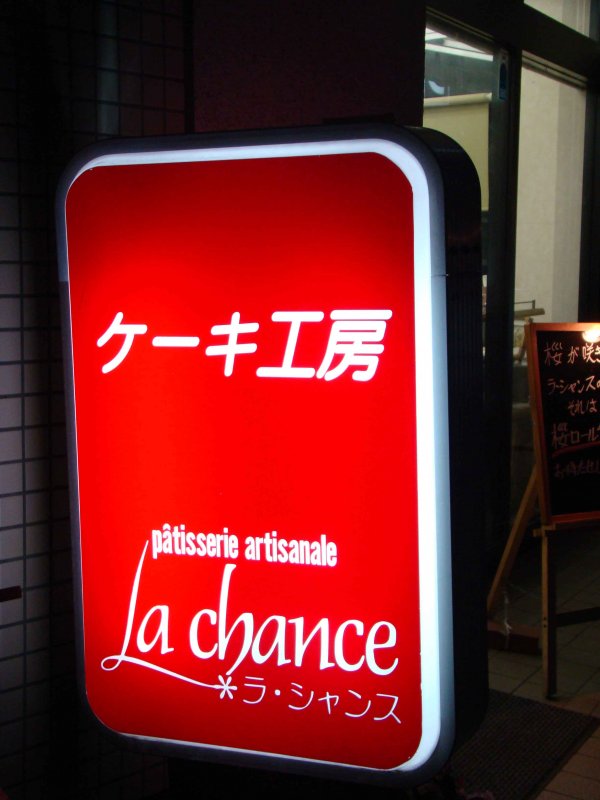 ケーキ工房
pâtisserie artisanale
La chance
ラ・シャンス
桜が咲き
ラ・シャンスの
それは
桜ロール